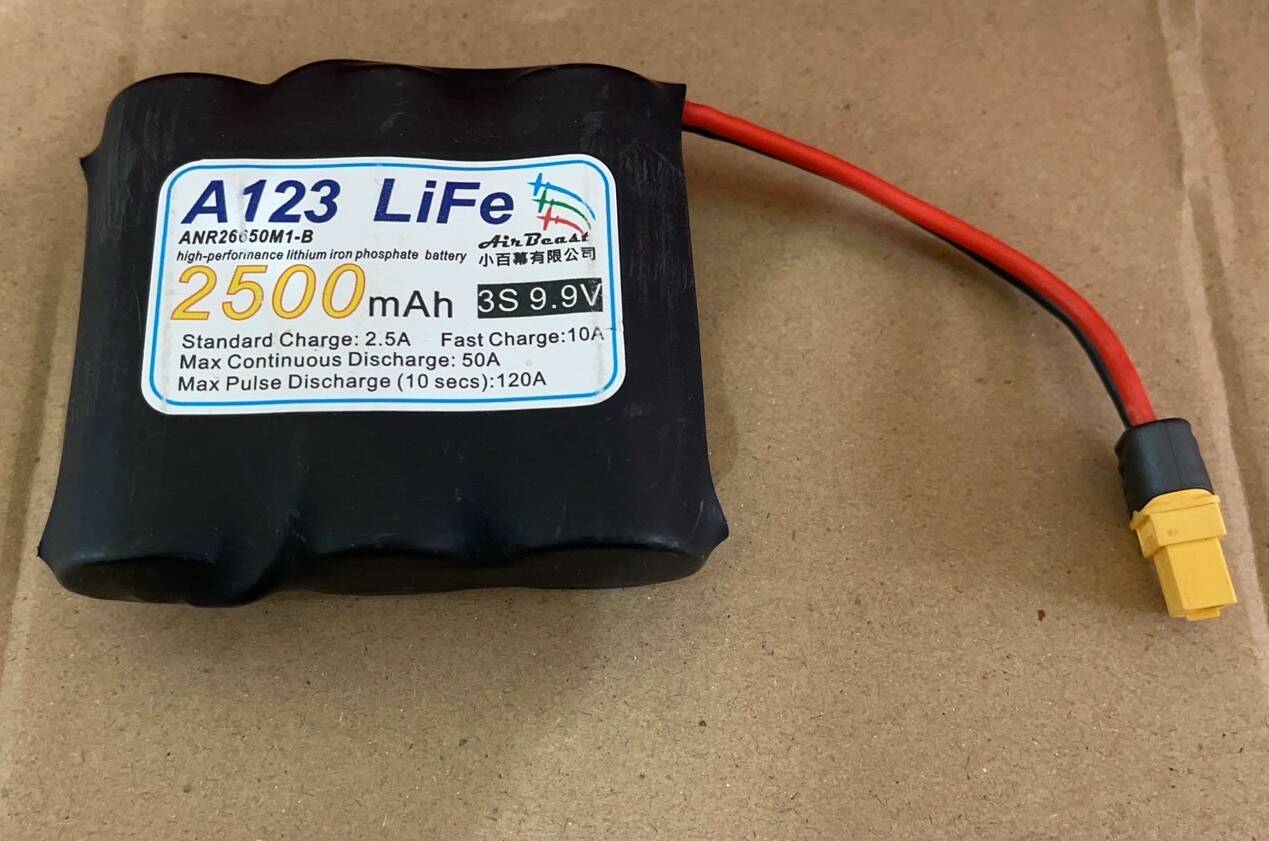 A123 LiFe
ANR26650M1-B
high-performance lithium iron phosphate battery
AirBeast
小百幕有限公司
2500mAh
3S 9.9V
Standard Charge: 2.5A Fast Charge:10A
Max Continuous Discharge: 50A
Max Pulse Discharge (10 secs):120A